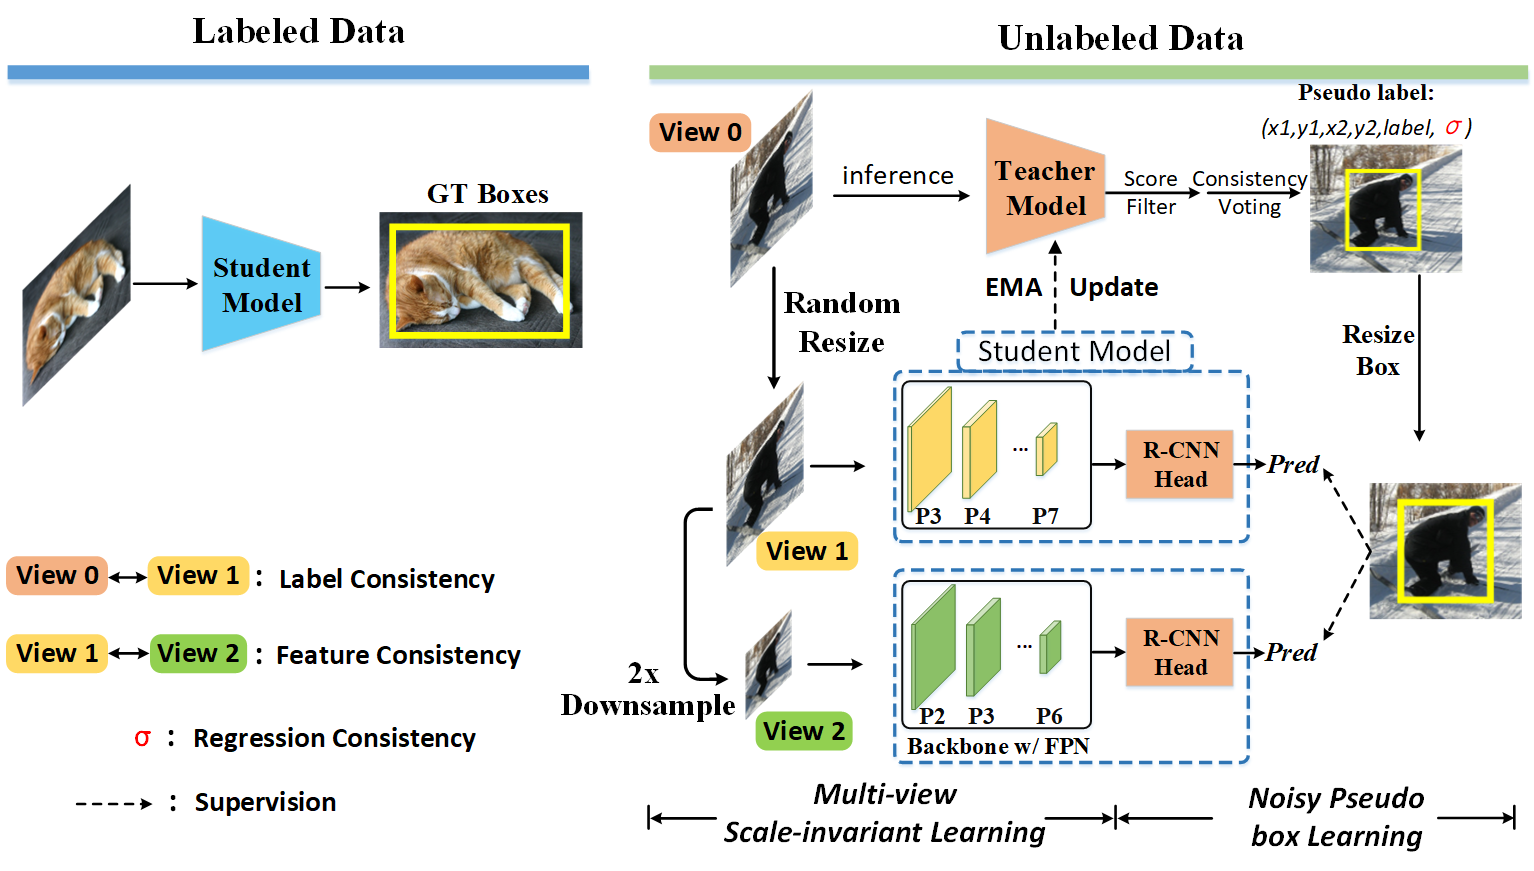 Labeled Data
Unlabeled Data
GT Boxes
Student
Model
View 0
inference
Teacher
Model
Score
Filter
Consistency
Voting
Pseudo label:
(x1,y1,x2,y2,label, σ)
Random
Resize
EMA Update
Student Model
Resize
Box
P3 P4 ... P7
R-CNN
Head
Pred
View 1
2x
Downsample
View 2
P2 P3 ... P6
Backbone w/ FPN
R-CNN
Head
Pred
View 0 View 1 : Label Consistency
View 1 View 2 : Feature Consistency
σ : Regression Consistency
: Supervision
Multi-view
Scale-invariant Learning
Noisy Pseudo
box Learning